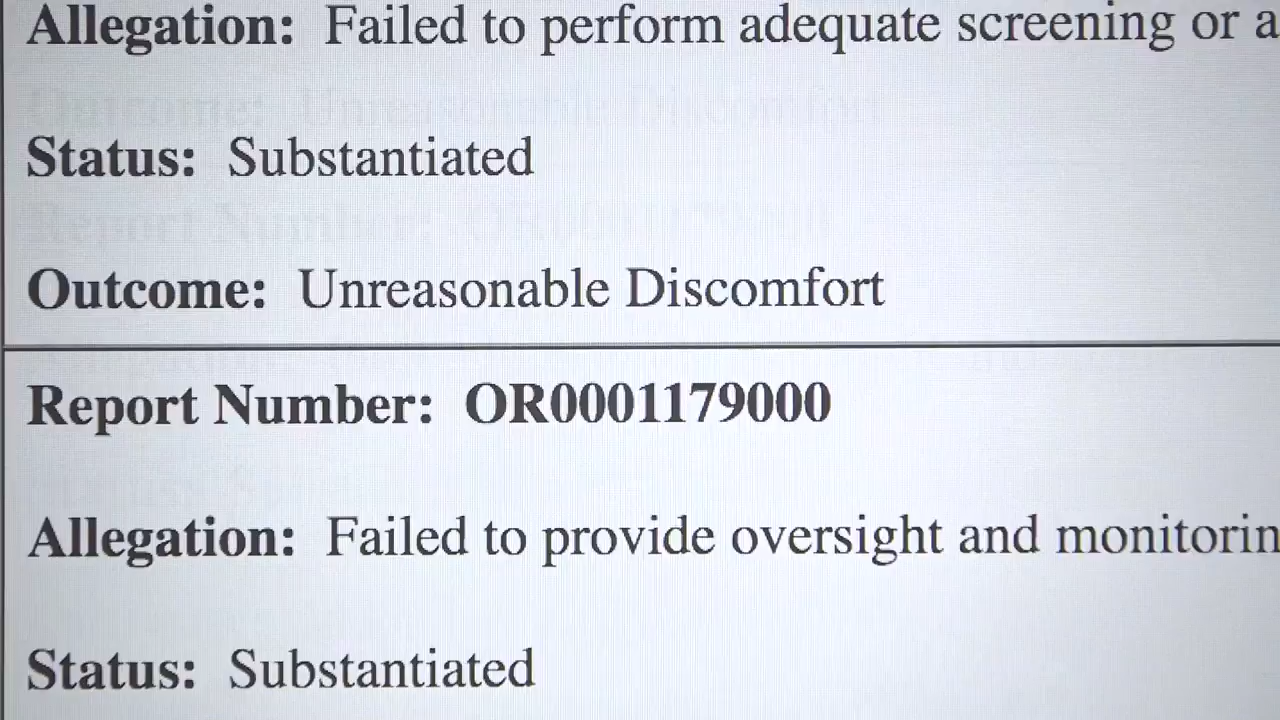 Allegation: Failed to perform adequate screening or a
Status: Substantiated
Outcome: Unreasonable Discomfort
Report Number: OR0001179000
Allegation: Failed to provide oversight and monitorin
Status: Substantiated